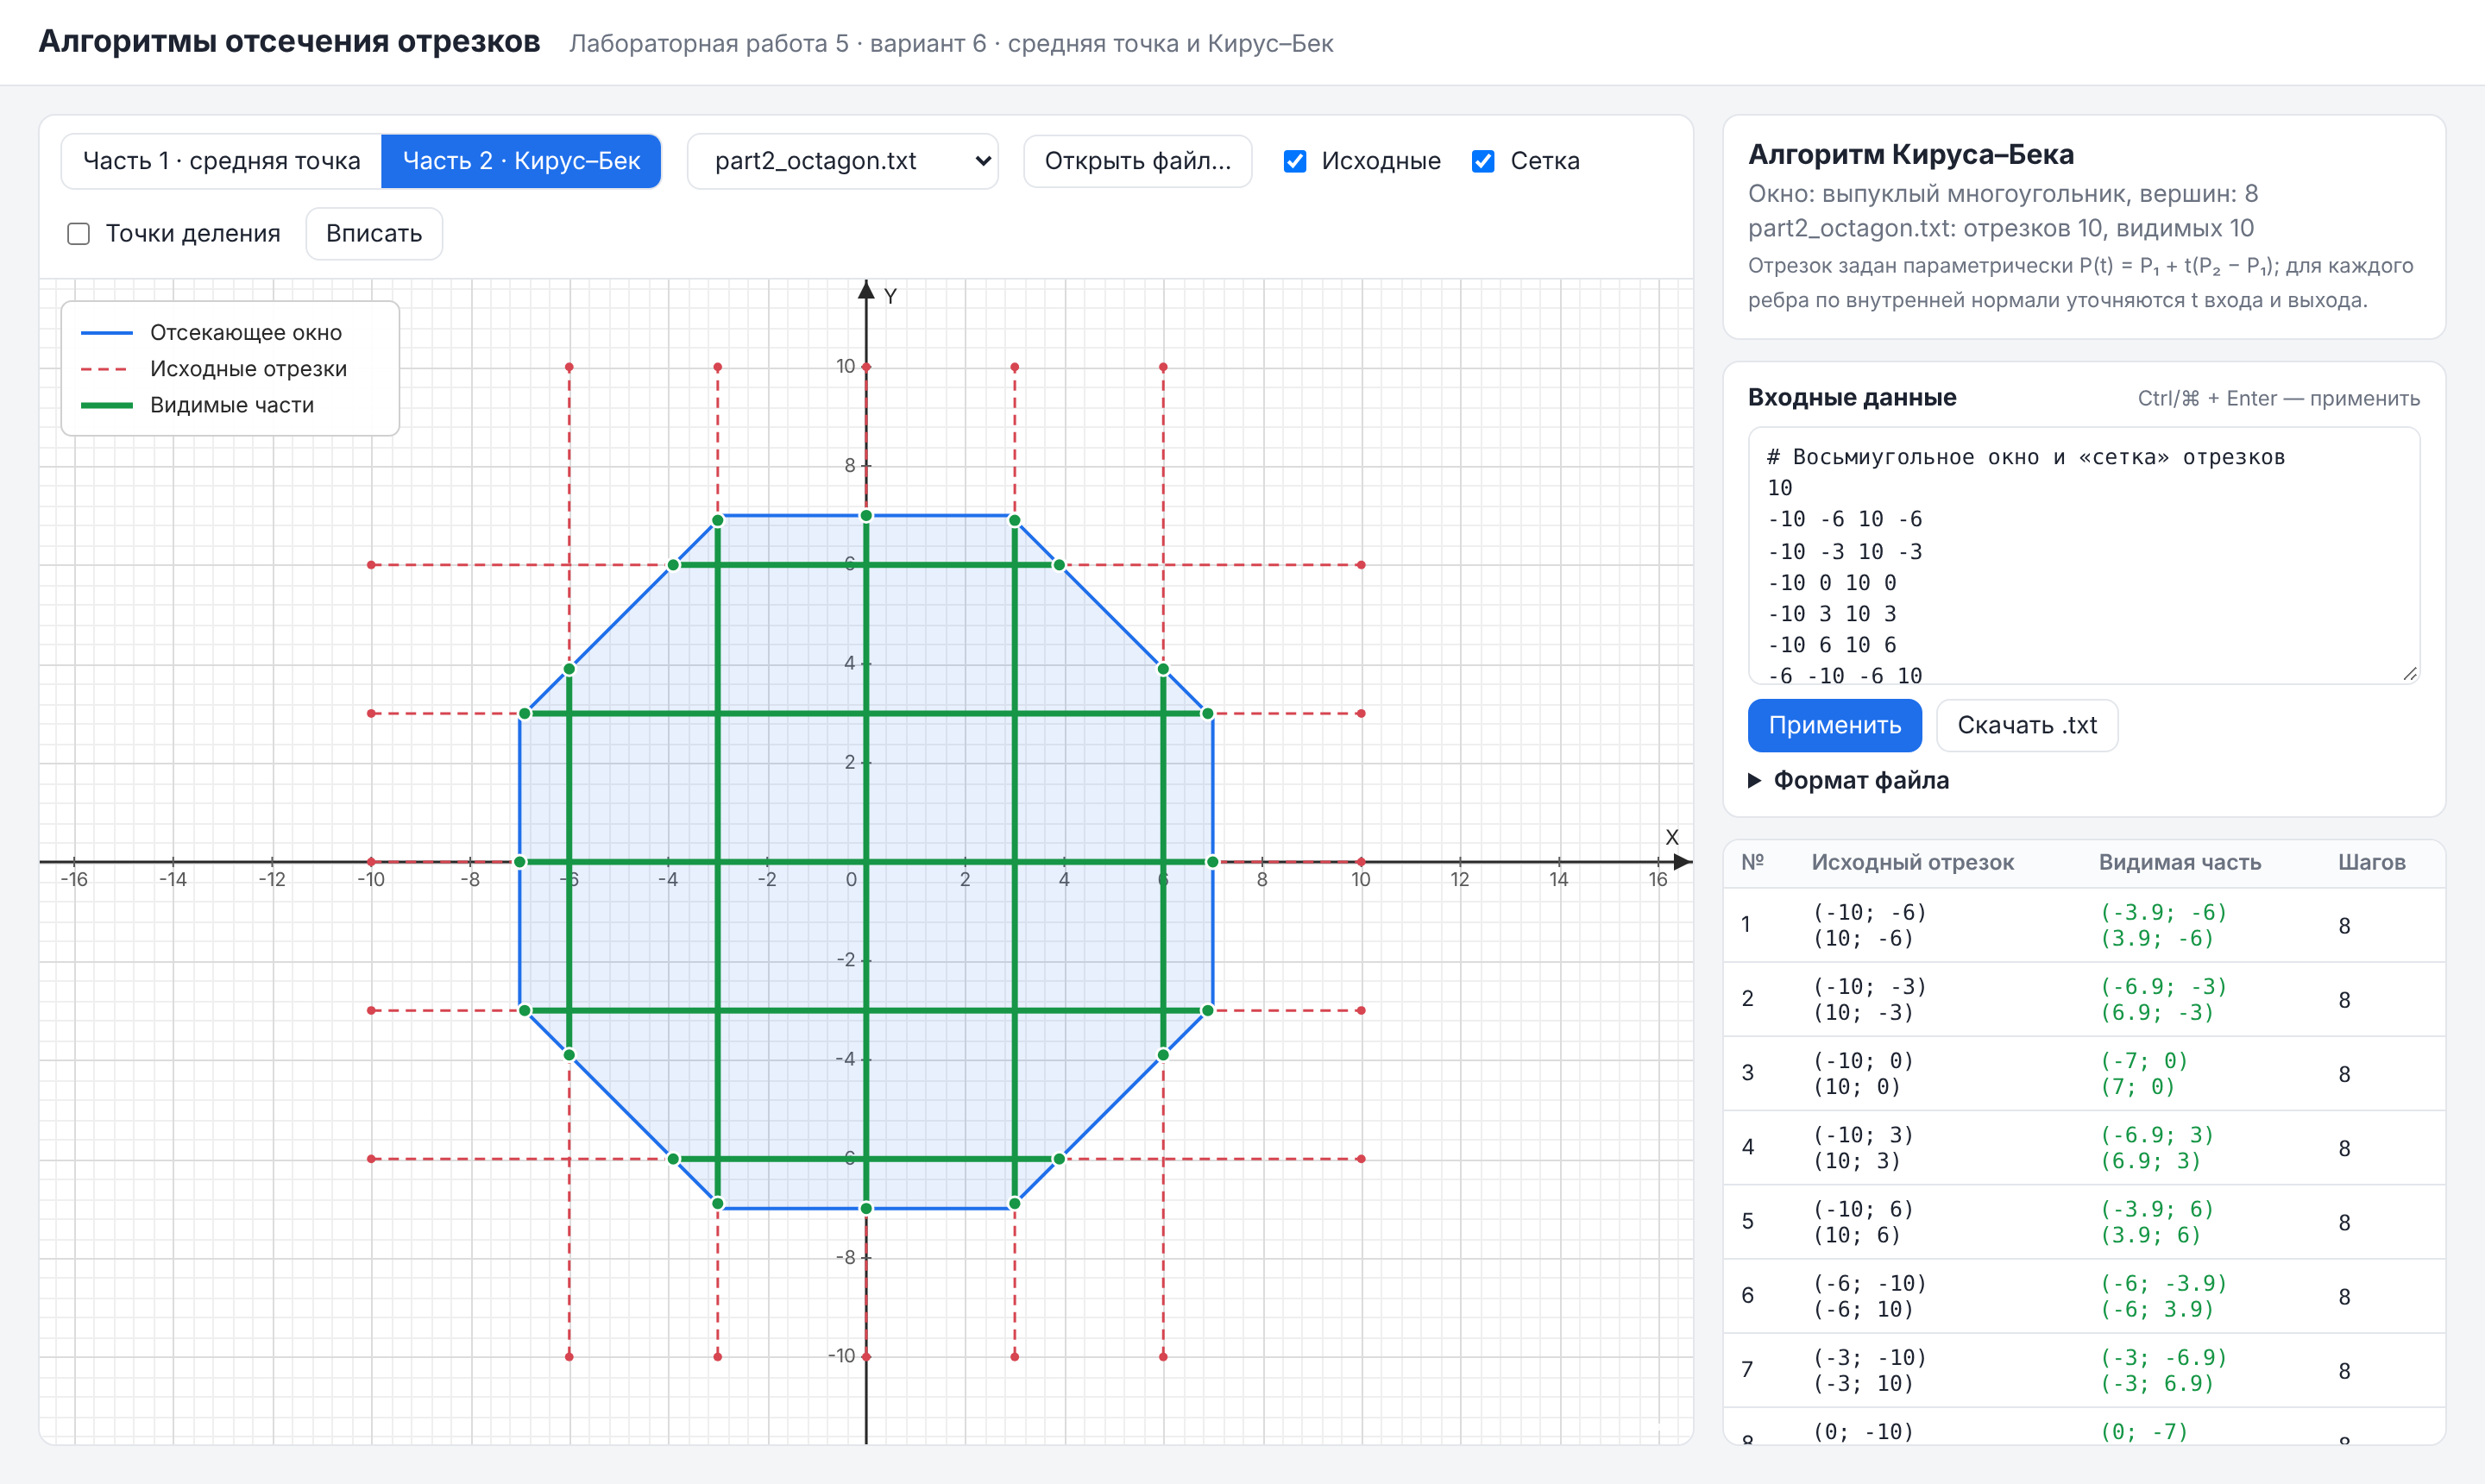 Алгоритмы отсечения отрезков
Лабораторная работа 5 · вариант 6 · средняя точка и Кирус–Бек
Часть 1 · средняя точка
Часть 2 · Кирус–Бек
part2_octagon.txt
Открыть файл...
Исходные
Сетка
Точки деления
Вписать
Отсекающее окно
Исходные отрезки
Видимые части
Y
10
8
6
4
2
X
-16 -14 -12 -10 -8 -6 -4 -2 0 2 4 6 8 10 12 14 16
-2
-4
-8
-10
Алгоритм Кируса–Бека
Окно: выпуклый многоугольник, вершин: 8
part2_octagon.txt: отрезков 10, видимых 10
Отрезок задан параметрически P(t) = P₁ + t(P₂ − P₁); для каждого
ребра по внутренней нормали уточняются t входа и выхода.
Входные данные
Ctrl/⌘ + Enter — применить
# Восьмиугольное окно и «сетка» отрезков
10
-10 -6 10 -6
-10 -3 10 -3
-10 0 10 0
-10 3 10 3
-10 6 10 6
-6 -10 -6 10
Применить
Скачать .txt
Формат файла
№ Исходный отрезок Видимая часть Шагов
1 (-10; -6) (-3.9; -6) 8
(10; -6) (3.9; -6)
2 (-10; -3) (-6.9; -3) 8
(10; -3) (6.9; -3)
3 (-10; 0) (-7; 0) 8
(10; 0) (7; 0)
4 (-10; 3) (-6.9; 3) 8
(10; 3) (6.9; 3)
5 (-10; 6) (-3.9; 6) 8
(10; 6) (3.9; 6)
6 (-6; -10) (-6; -3.9) 8
(-6; 10) (-6; 3.9)
7 (-3; -10) (-3; -6.9) 8
(-3; 10) (-3; 6.9)
8 (0; -10) (0; -7) 8